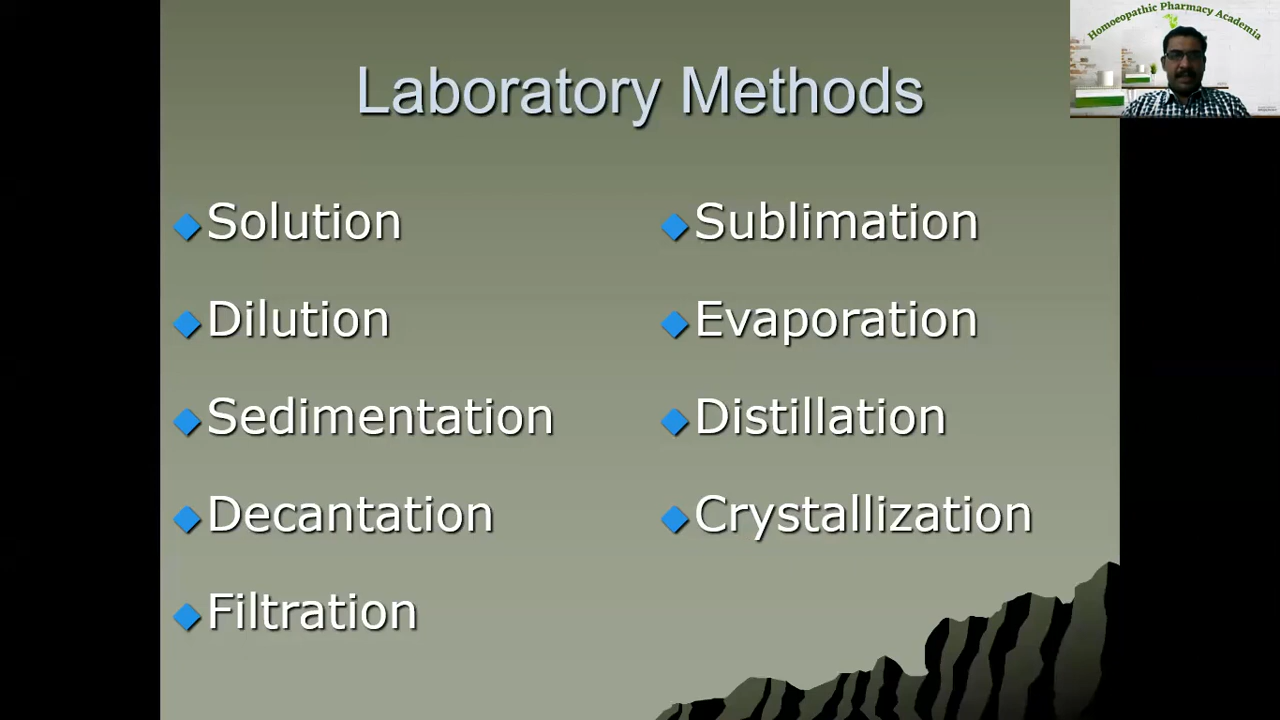 Homoeopathic Pharmacy Academia
Laboratory Methods
Solution
Dilution
Sedimentation
Decantation
Filtration
Sublimation
Evaporation
Distillation
Crystallization